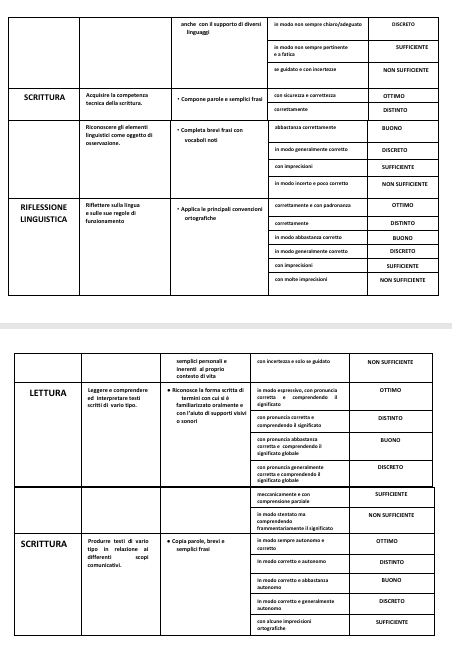 anche con il supporto di diversi
linguaggi
in modo non sempre chiaro/adeguato
DISCRETO
in modo non sempre pertinente
e a fatica
SUFFICIENTE
se guidato e con incertezze
NON SUFFICIENTE
SCRITTURA
Acquisire la competenza
tecnica della scrittura.
• Compone parole e semplici frasi
con sicurezza e correttezza
OTTIMO
correttamente
DISTINTO
Riconoscere gli elementi
linguistici come oggetto di
osservazione.
• Completa brevi frasi con
vocaboli noti
abbastanza correttamente
BUONO
in modo generalmente corretto
DISCRETO
con imprecisioni
SUFFICIENTE
in modo incerto e poco corretto
NON SUFFICIENTE
RIFLESSIONE
LINGUISTICA
Riflettere sulla lingua
e sulle sue regole di
funzionamento
• Applica le principali convenzioni
ortografiche
correttamente e con padronanza
OTTIMO
correttamente
DISTINTO
in modo abbastanza corretto
BUONO
in modo generalmente corretto
DISCRETO
con imprecisioni
SUFFICIENTE
con molte imprecisioni
NON SUFFICIENTE
semplici personali e
inerenti al proprio
contesto di vita
con incertezza e solo se guidato
NON SUFFICIENTE
LETTURA
Leggere e comprendere
ed interpretare testi
scritti di vario tipo.
● Riconosce la forma scritta di
termini con cui si è
familiarizzato oralmente e
con l'aiuto di supporti visivi
o sonori
in modo espressivo, con pronuncia
corretta e comprendendo il
significato
OTTIMO
con pronuncia corretta e
comprendendo il significato
DISTINTO
con pronuncia abbastanza
corretta e comprendendo il
significato globale
BUONO
con pronuncia generalmente
corretta e comprendendo il
significato globale
DISCRETO
meccanicamente e con
comprensione parziale
SUFFICIENTE
in modo stentato ma
comprendendo
frammentariamente il significato
NON SUFFICIENTE
SCRITTURA
Produrre testi di vario
tipo in relazione ai
differenti scopi
comunicativi.
● Copia parole, brevi e
semplici frasi
in modo sempre autonomo e
corretto
OTTIMO
in modo corretto e autonomo
DISTINTO
in modo corretto e abbastanza
autonomo
BUONO
in modo corretto e generalmente
autonomo
DISCRETO
con alcune imprecisioni
ortografiche
SUFFICIENTE